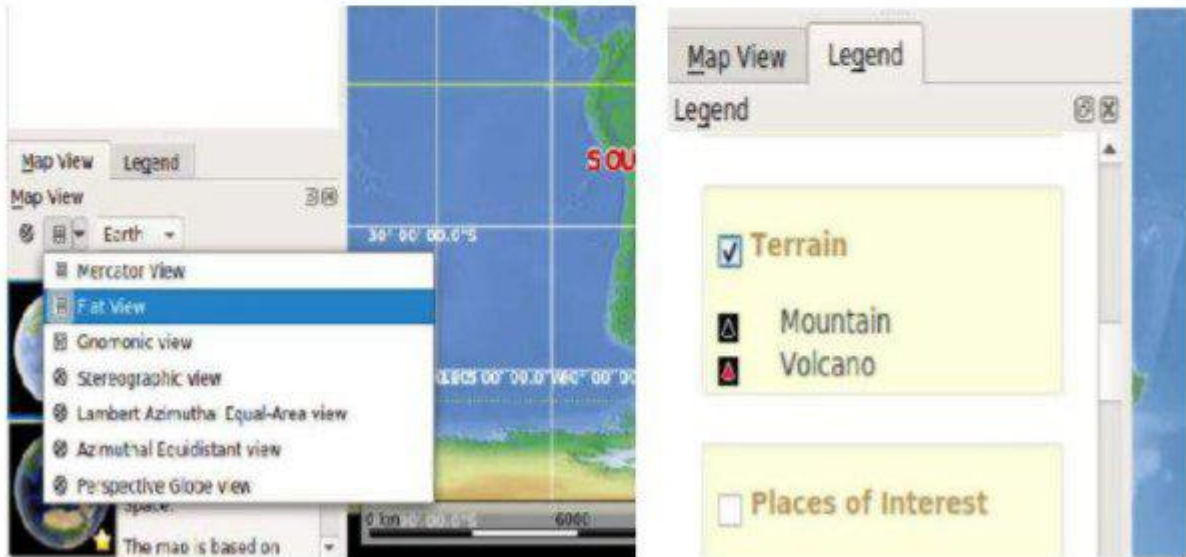 Map View Legend
Map View
Earth
Mercator View
Flat View
Gnomonic view
Stereographic view
Lambert Azimuthal Equal-Area view
Azimuthal Equidistant view
Perspective Globe view
Space.
The map is based on
SOU
30° 00' 00.0"S
0 km
6000
Map View Legend
Legend
Terrain
Mountain
Volcano
Places of Interest